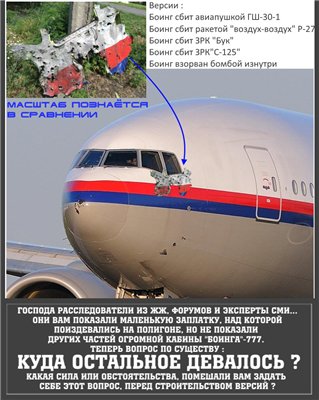 Версии :
Боинг сбит авиапушкой ГШ-30-1
Боинг сбит ракетой "воздух-воздух" Р-27
Боинг сбит ЗРК "Бук"
Боинг сбит ЗРК"С-125"
Боинг взорван бомбой изнутри
МАСШТАБ ПОЗНАЁТСЯ
В СРАВНЕНИИ
ГОСПОДА РАССЛЕДОВАТЕЛИ ИЗ ЖЖ, ФОРУМОВ И ЭКСПЕРТЫ СМИ...
ОНИ ВАМ ПОКАЗАЛИ МАЛЕНЬКУЮ ЗАПЛАТКУ, НАД КОТОРОЙ
ПОИЗДЕВАЛИСЬ НА ПОЛИГОНЕ, НО НЕ ПОКАЗАЛИ
ДРУГИХ ЧАСТЕЙ ОГРОМНОЙ КАБИНЫ "БОИНГА"-777.
ТЕПЕРЬ ВОПРОС ПО СУЩЕСТВУ :
КУДА ОСТАЛЬНОЕ ДЕВАЛОСЬ ?
КАКАЯ СИЛА ИЛИ ОБСТОЯТЕЛЬСТВА, ПОМЕШАЛИ ВАМ ЗАДАТЬ
СЕБЕ ЭТОТ ВОПРОС, ПЕРЕД СТРОИТЕЛЬСТВОМ ВЕРСИЙ ?